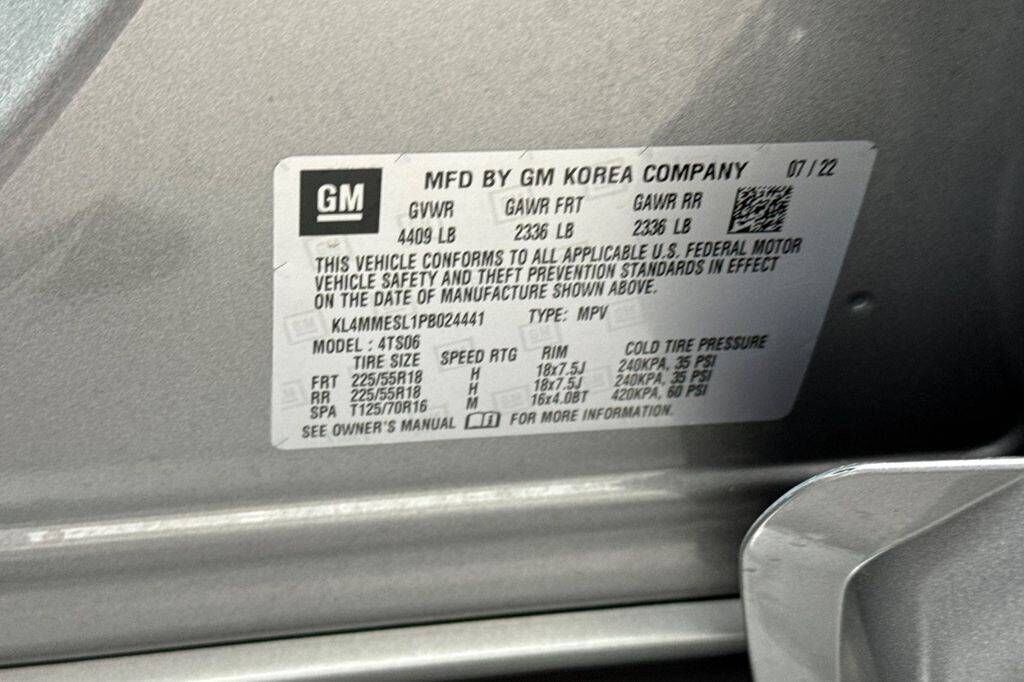 GM
MFD BY GM KOREA COMPANY 07 / 22
GVWR GAWR FRT GAWR RR
4409 LB 2336 LB 2336 LB
THIS VEHICLE CONFORMS TO ALL APPLICABLE U.S. FEDERAL MOTOR
VEHICLE SAFETY AND THEFT PREVENTION STANDARDS IN EFFECT
ON THE DATE OF MANUFACTURE SHOWN ABOVE.
KL4MMESL1PB024441 TYPE: MPV
MODEL : 4TS06
TIRE SIZE SPEED RTG RIM COLD TIRE PRESSURE
FRT 225/55R18 H 18x7.5J 240KPA, 35 PSI
RR 225/55R18 H 18x7.5J 240KPA, 35 PSI
SPA T125/70R16 M 16x4.0BT 420KPA, 60 PSI
SEE OWNER'S MANUAL i FOR MORE INFORMATION.